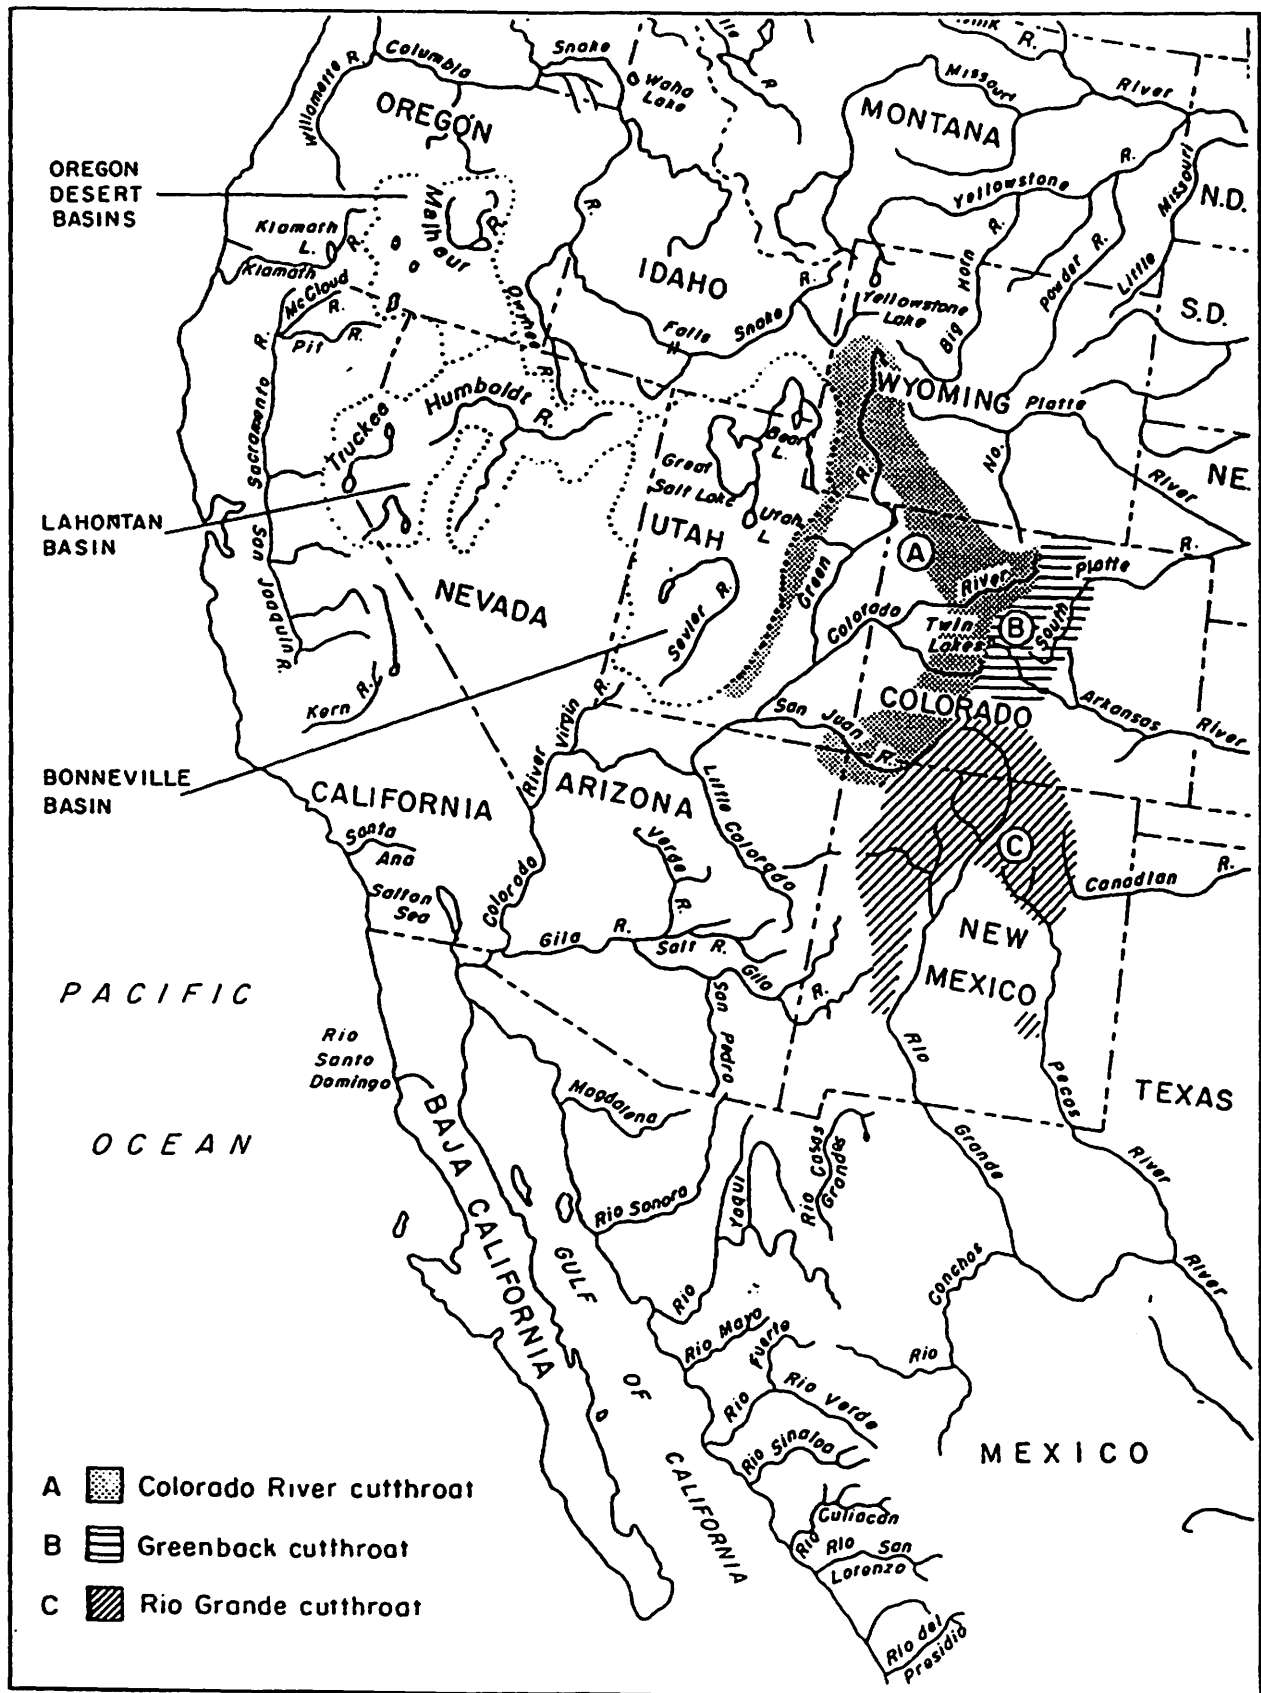 Willamette R.
Columbia
Snake
Waha
Lake
R.
R.
Missouri
River
OREGON
MONTANA
OREGON
DESERT
BASINS
Malheur
R.
R.
Yellowstone
R.
Missouri
Little
N.D.
Klamath
L.
R.
Klamath
McCloud
R.
Pit R.
R.
Sacramento
Owyhee
R.
IDAHO
Falls
Snake
R.
Yellowstone
Lake
Big
Horn
R.
Powder
R.
S.D.
WYOMING
Platte
No.
River
NE.
Truckee
Humboldt
R.
Great
Salt Lake
Bear
L.
Utah
L.
R.
Green
UTAH
LAHONTAN
BASIN
San
Joaquin
R.
NEVADA
Sevier R.
A
River
Colorado
Twin
Lakes
B
South
Platte
R.
COLORADO
Arkansas
River
Kern R.
Virgin
R.
River
San
Juan
R.
BONNEVILLE
BASIN
CALIFORNIA
ARIZONA
Little Colorado
Verde
R.
C
Canadian
R.
Santa
Ana
Salton
Sea
Colorado
Gila R.
Salt R.
Gila
R.
NEW
MEXICO
PACIFIC
OCEAN
Rio
Santo
Domingo
San
Pedro
Rio
Grande
Pecos
River
TEXAS
BAJA CALIFORNIA
Magdalena
Rio Sonora
Yaqui
Rio
Rio Casas
Grandes
GULF
OF
CALIFORNIA
Rio Mayo
Fuerte
Rio
Rio Verde
Rio Sinaloa
Conchos
Rio
River
MEXICO
Culiacan
Rio
Rio San
Lorenzo
Rio del
Presidio
A Colorado River cutthroat
B Greenback cutthroat
C Rio Grande cutthroat